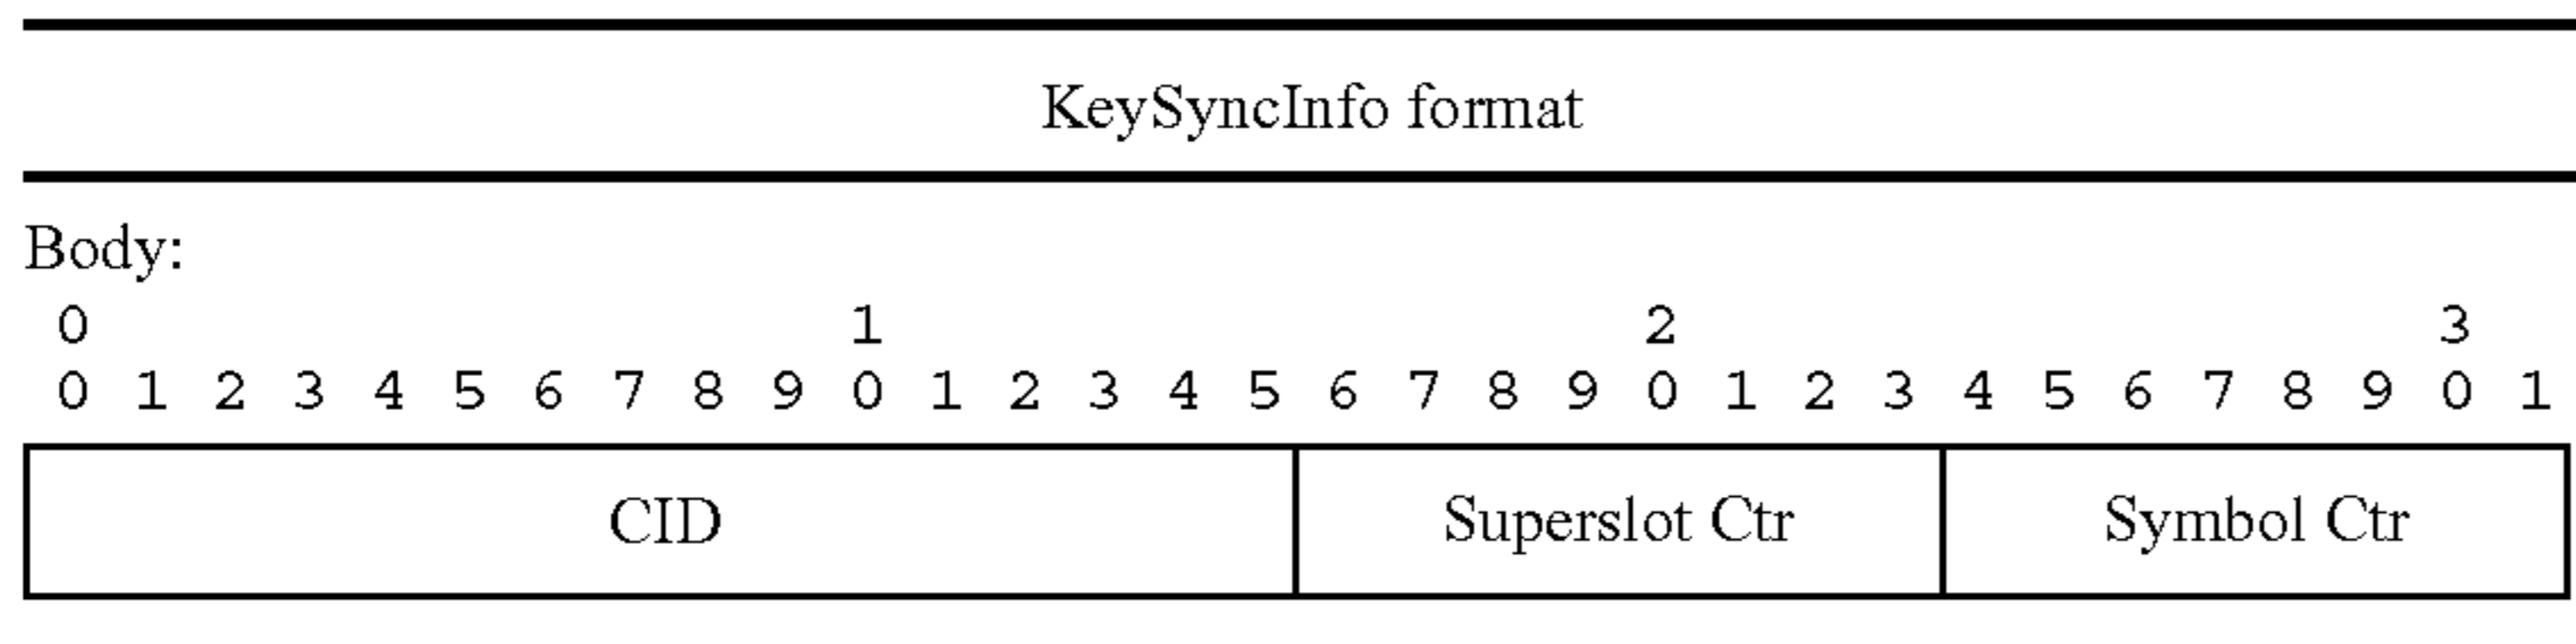 KeySyncInfo format
Body:
0 1 2 3
0 1 2 3 4 5 6 7 8 9 0 1 2 3 4 5 6 7 8 9 0 1 2 3 4 5 6 7 8 9 0 1
CID Superslot Ctr Symbol Ctr